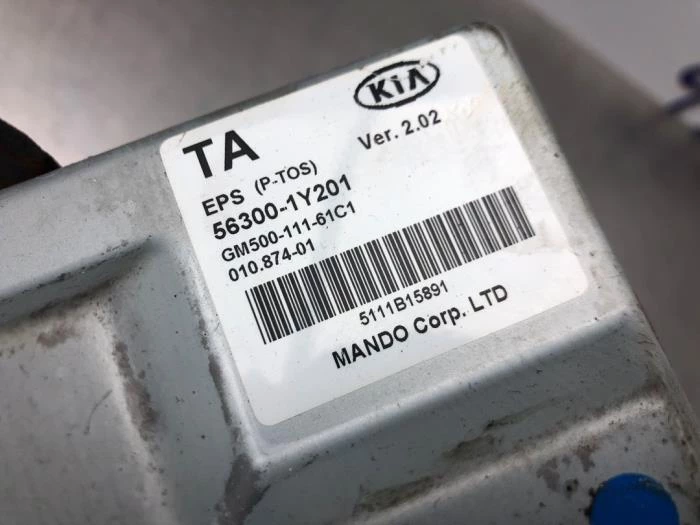 KIA
TA
Ver. 2.02
EPS (P-TOS)
56300-1Y201
GM500-111-61C1
010.874-01
5111B15891
MANDO Corp. LTD